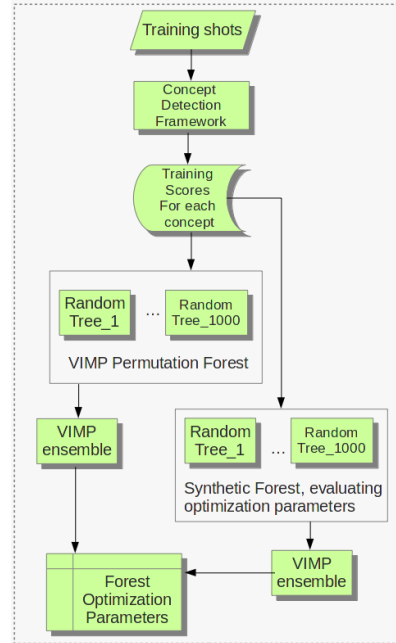 Training shots
Concept
Detection
Framework
Training
Scores
For each
concept
Random
Tree_1
...
Random
Tree_1000
VIMP Permutation Forest
VIMP
ensemble
Random
Tree_1
...
Random
Tree_1000
Synthetic Forest, evaluating
optimization parameters
VIMP
ensemble
Forest
Optimization
Parameters